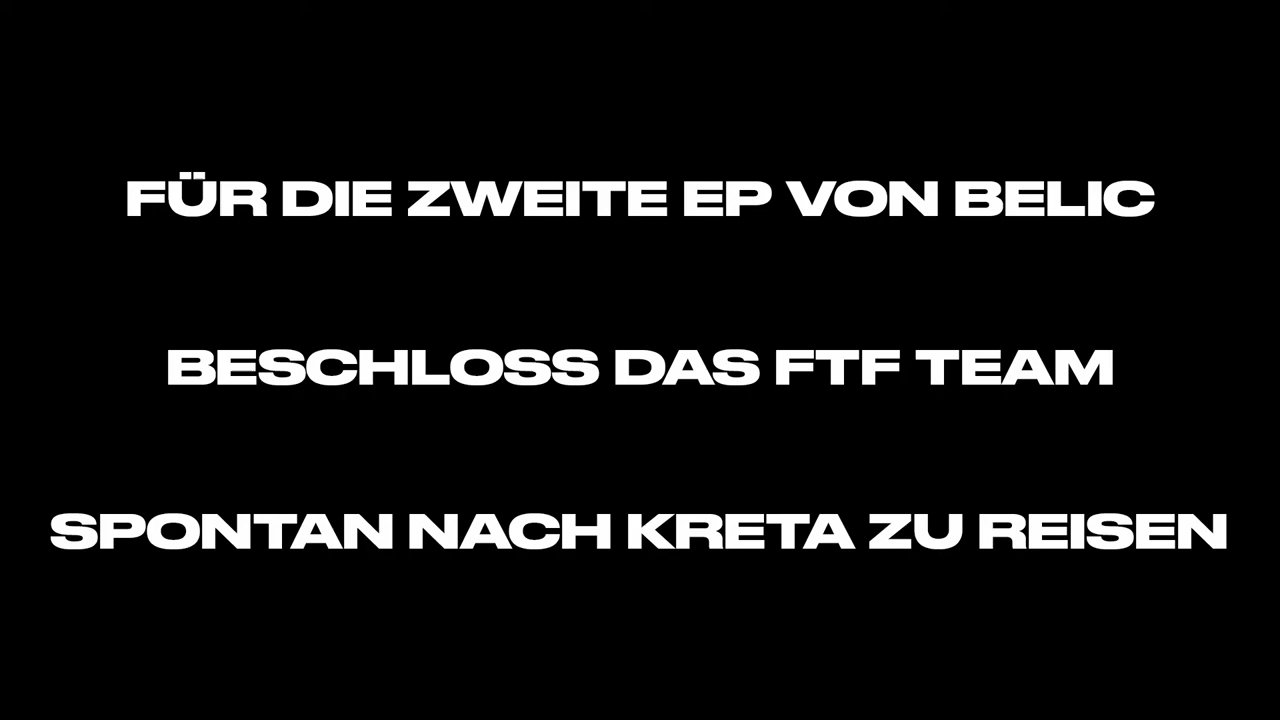 FÜR DIE ZWEITE EP VON BELIC
BESCHLOSS DAS FTF TEAM
SPONTAN NACH KRETA ZU REISEN